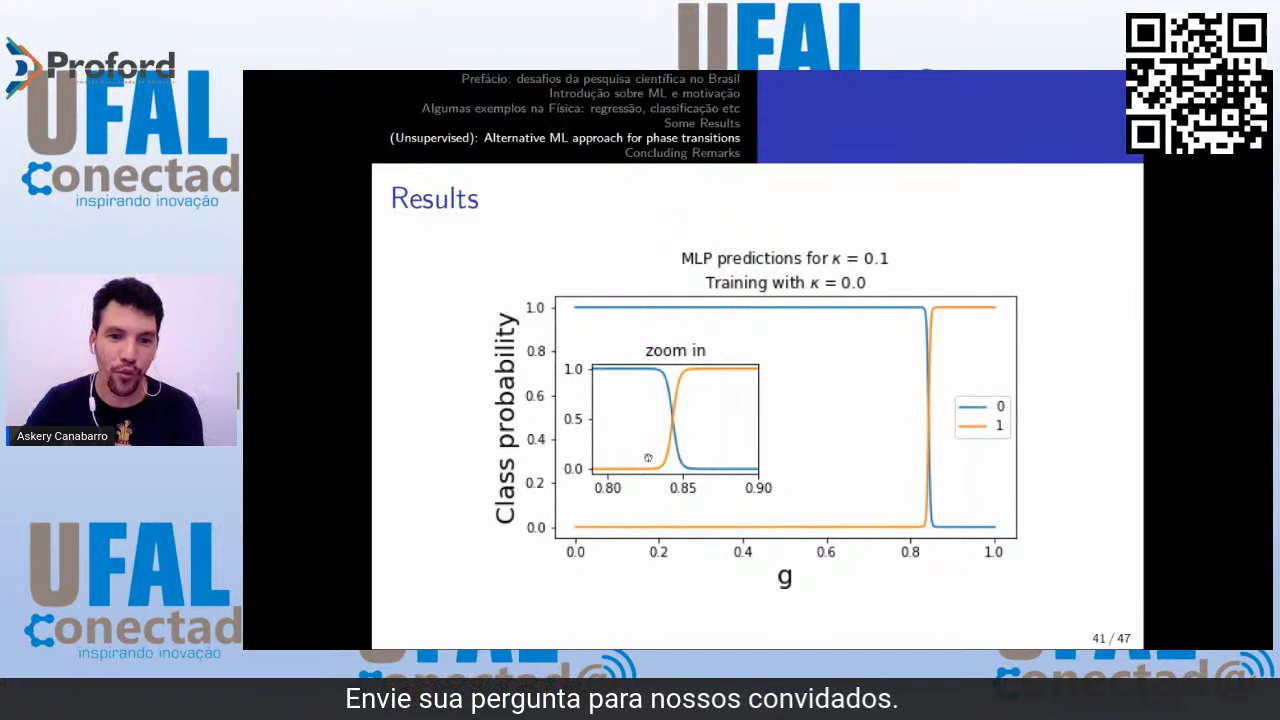 Proford
UFAL
UFAL
Conectad
inspirando inovação
Prefácio: desafios da pesquisa científica no Brasil
Introdução sobre ML e motivação
Algumas exemplos na Física: regressão, classificação etc
Some Results
(Unsupervised): Alternative ML approach for phase transitions
Concluding Remarks
Results
MLP predictions for κ = 0.1
Training with κ = 0.0
Class probability
1.0
0.8
0.6
0.4
0.2
0.0
zoom in
1.0
0.5
0.0
0.80 0.85 0.90
0
1
0.0 0.2 0.4 0.6 0.8 1.0
g
41 / 47
Askery Canabarro
UFAL
Conectad
inspirando inovação
Envie sua pergunta para nossos convidados.